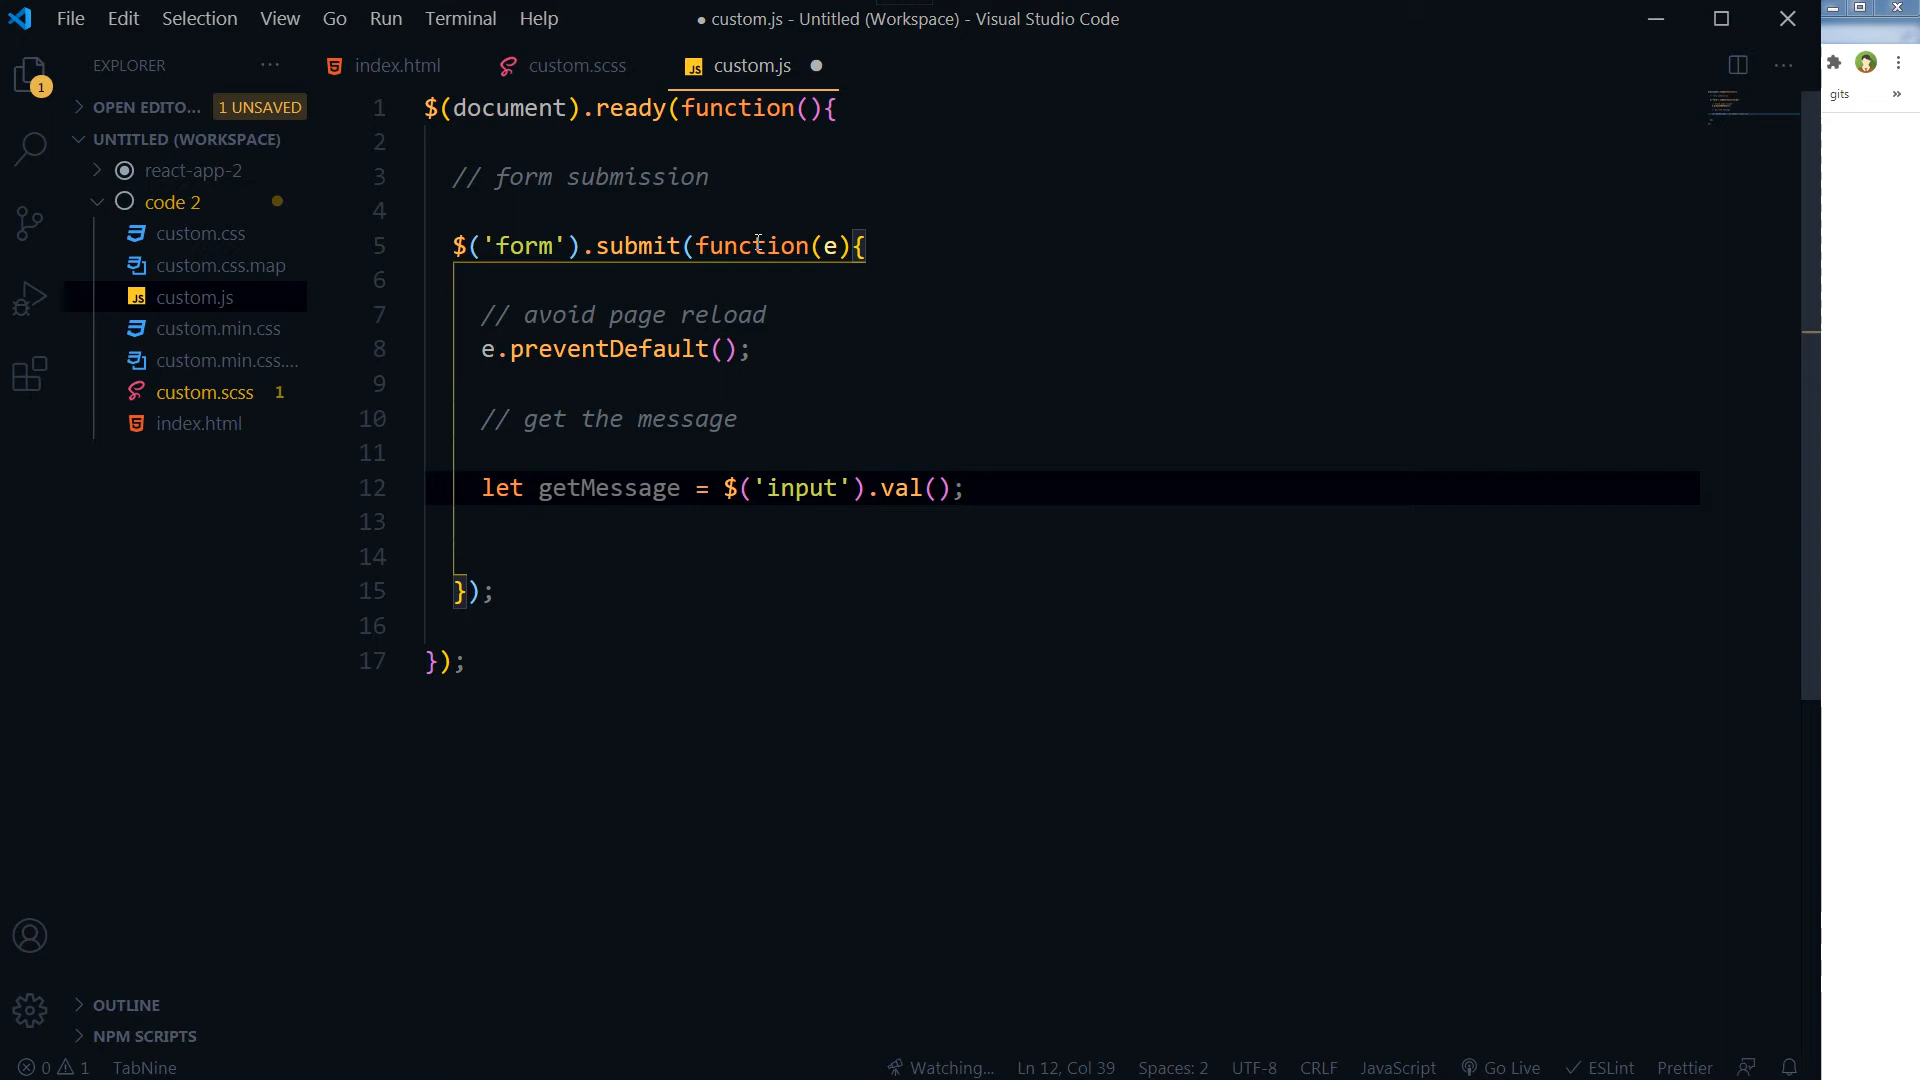 File Edit Selection View Go Run Terminal Help
● custom.js - Untitled (Workspace) - Visual Studio Code
1
EXPLORER
OPEN EDITO... 1 UNSAVED
UNTITLED (WORKSPACE)
react-app-2
code 2
custom.css
custom.css.map
custom.js
custom.min.css
custom.min.css....
custom.scss 1
index.html
OUTLINE
NPM SCRIPTS
index.html custom.scss custom.js
1 $(document).ready(function(){
2
3 // form submission
4
5 $('form').submit(function(e){
6
7 // avoid page reload
8 e.preventDefault();
9
10 // get the message
11
12 let getMessage = $('input').val();
13
14
15 });
16
17 });
gits »
0 1 TabNine
Watching... Ln 12, Col 39 Spaces: 2 UTF-8 CRLF JavaScript Go Live ESLint Prettier